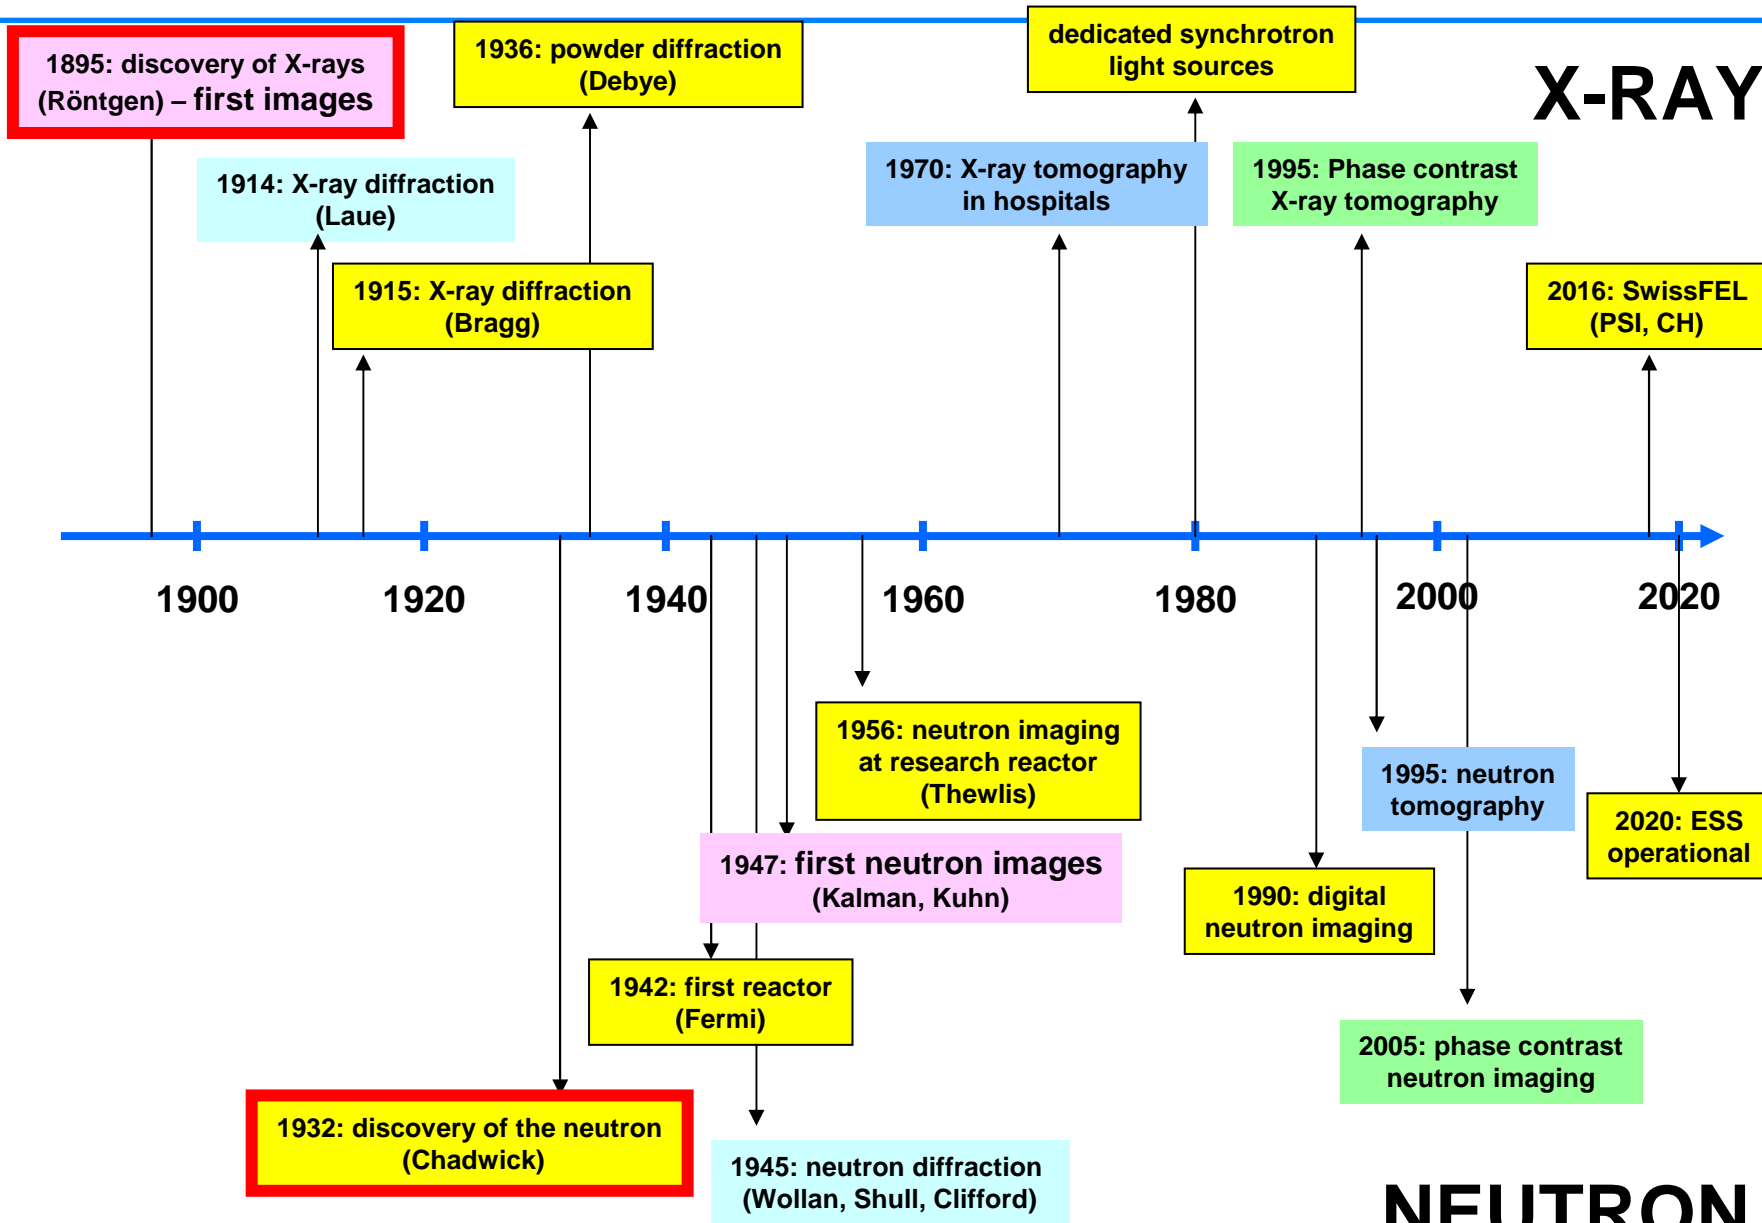 1895: discovery of X-rays
(Röntgen) – first images
1936: powder diffraction
(Debye)
dedicated synchrotron
light sources
X-RAY
1914: X-ray diffraction
(Laue)
1970: X-ray tomography
in hospitals
1995: Phase contrast
X-ray tomography
1915: X-ray diffraction
(Bragg)
2016: SwissFEL
(PSI, CH)
1900
1920
1940
1960
1980
2000
2020
1956: neutron imaging
at research reactor
(Thewlis)
1995: neutron
tomography
2020: ESS
operational
1947: first neutron images
(Kalman, Kuhn)
1990: digital
neutron imaging
1942: first reactor
(Fermi)
2005: phase contrast
neutron imaging
1932: discovery of the neutron
(Chadwick)
1945: neutron diffraction
(Wollan, Shull, Clifford)
NEUTRON